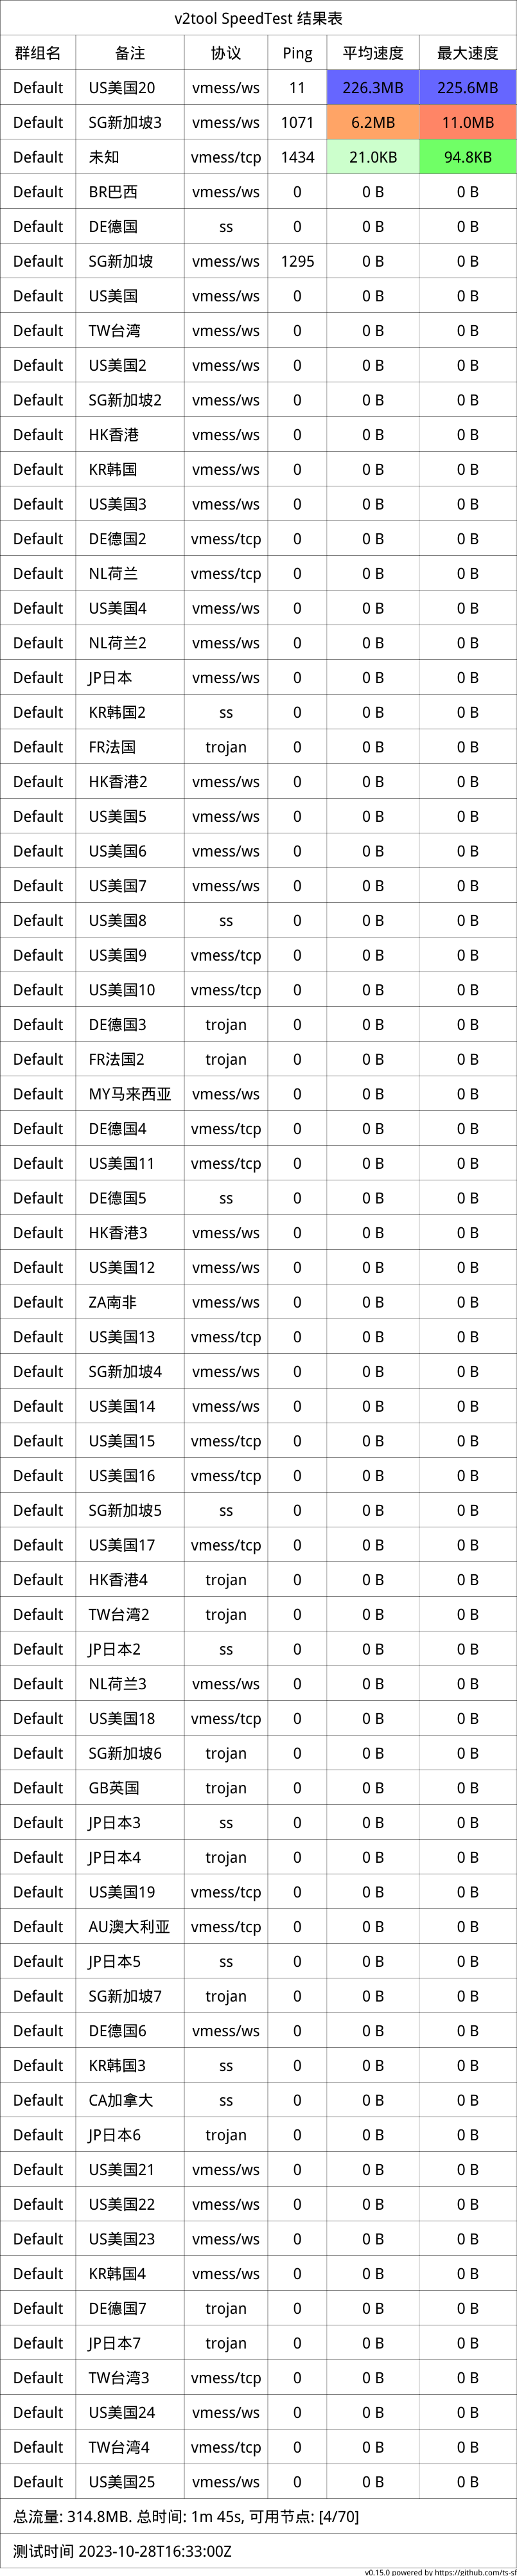 v2tool SpeedTest 结果表
群组名 备注 协议 Ping 平均速度 最大速度
Default US美国20 vmess/ws 11 226.3MB 225.6MB
Default SG新加坡3 vmess/ws 1071 6.2MB 11.0MB
Default 未知 vmess/tcp 1434 21.0KB 94.8KB
Default BR巴西 vmess/ws 0 0 B 0 B
Default DE德国 ss 0 0 B 0 B
Default SG新加坡 vmess/ws 1295 0 B 0 B
Default US美国 vmess/ws 0 0 B 0 B
Default TW台湾 vmess/ws 0 0 B 0 B
Default US美国2 vmess/ws 0 0 B 0 B
Default SG新加坡2 vmess/ws 0 0 B 0 B
Default HK香港 vmess/ws 0 0 B 0 B
Default KR韩国 vmess/ws 0 0 B 0 B
Default US美国3 vmess/ws 0 0 B 0 B
Default DE德国2 vmess/tcp 0 0 B 0 B
Default NL荷兰 vmess/tcp 0 0 B 0 B
Default US美国4 vmess/ws 0 0 B 0 B
Default NL荷兰2 vmess/ws 0 0 B 0 B
Default JP日本 vmess/ws 0 0 B 0 B
Default KR韩国2 ss 0 0 B 0 B
Default FR法国 trojan 0 0 B 0 B
Default HK香港2 vmess/ws 0 0 B 0 B
Default US美国5 vmess/ws 0 0 B 0 B
Default US美国6 vmess/ws 0 0 B 0 B
Default US美国7 vmess/ws 0 0 B 0 B
Default US美国8 ss 0 0 B 0 B
Default US美国9 vmess/tcp 0 0 B 0 B
Default US美国10 vmess/tcp 0 0 B 0 B
Default DE德国3 trojan 0 0 B 0 B
Default FR法国2 trojan 0 0 B 0 B
Default MY马来西亚 vmess/ws 0 0 B 0 B
Default DE德国4 vmess/tcp 0 0 B 0 B
Default US美国11 vmess/tcp 0 0 B 0 B
Default DE德国5 ss 0 0 B 0 B
Default HK香港3 vmess/ws 0 0 B 0 B
Default US美国12 vmess/ws 0 0 B 0 B
Default ZA南非 vmess/ws 0 0 B 0 B
Default US美国13 vmess/tcp 0 0 B 0 B
Default SG新加坡4 vmess/ws 0 0 B 0 B
Default US美国14 vmess/ws 0 0 B 0 B
Default US美国15 vmess/tcp 0 0 B 0 B
Default US美国16 vmess/tcp 0 0 B 0 B
Default SG新加坡5 ss 0 0 B 0 B
Default US美国17 vmess/tcp 0 0 B 0 B
Default HK香港4 trojan 0 0 B 0 B
Default TW台湾2 trojan 0 0 B 0 B
Default JP日本2 ss 0 0 B 0 B
Default NL荷兰3 vmess/ws 0 0 B 0 B
Default US美国18 vmess/tcp 0 0 B 0 B
Default SG新加坡6 trojan 0 0 B 0 B
Default GB英国 trojan 0 0 B 0 B
Default JP日本3 ss 0 0 B 0 B
Default JP日本4 trojan 0 0 B 0 B
Default US美国19 vmess/tcp 0 0 B 0 B
Default AU澳大利亚 vmess/tcp 0 0 B 0 B
Default JP日本5 ss 0 0 B 0 B
Default SG新加坡7 trojan 0 0 B 0 B
Default DE德国6 vmess/ws 0 0 B 0 B
Default KR韩国3 ss 0 0 B 0 B
Default CA加拿大 ss 0 0 B 0 B
Default JP日本6 trojan 0 0 B 0 B
Default US美国21 vmess/ws 0 0 B 0 B
Default US美国22 vmess/ws 0 0 B 0 B
Default US美国23 vmess/ws 0 0 B 0 B
Default KR韩国4 vmess/ws 0 0 B 0 B
Default DE德国7 trojan 0 0 B 0 B
Default JP日本7 trojan 0 0 B 0 B
Default TW台湾3 vmess/tcp 0 0 B 0 B
Default US美国24 vmess/ws 0 0 B 0 B
Default TW台湾4 vmess/tcp 0 0 B 0 B
Default US美国25 vmess/ws 0 0 B 0 B
总流量: 314.8MB. 总时间: 1m 45s, 可用节点: [4/70]
测试时间 2023-10-28T16:33:00Z
v0.15.0 powered by https://github.com/ts-sf